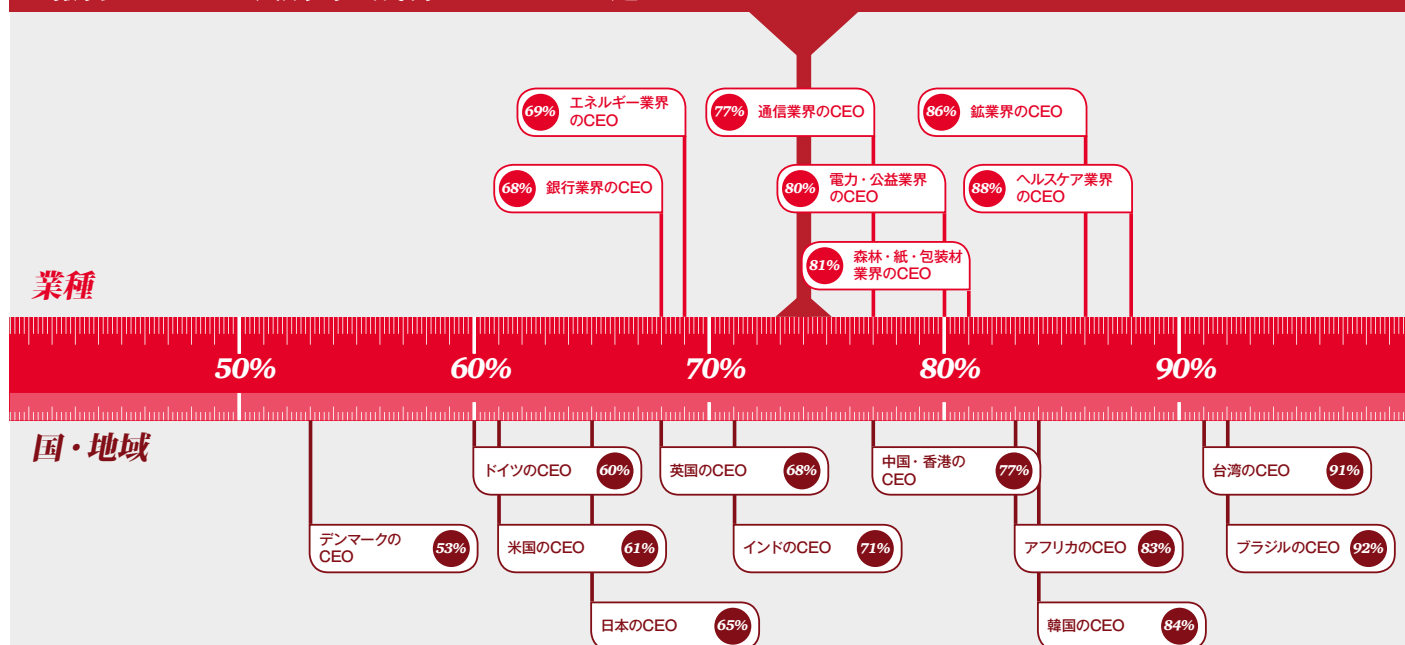 69%
エネルギー業界
のCEO
77%
通信業界のCEO
86%
鉱業界のCEO
68%
銀行業界のCEO
80%
電力・公益業界
のCEO
88%
ヘルスケア業界
のCEO
81%
森林・紙・包装材
業界のCEO
業種
50%
60%
70%
80%
90%
国・地域
ドイツのCEO
60%
英国のCEO
68%
中国・香港の
CEO
77%
台湾のCEO
91%
デンマークの
CEO
53%
米国のCEO
61%
インドのCEO
71%
アフリカのCEO
83%
ブラジルのCEO
92%
日本のCEO
65%
韓国のCEO
84%